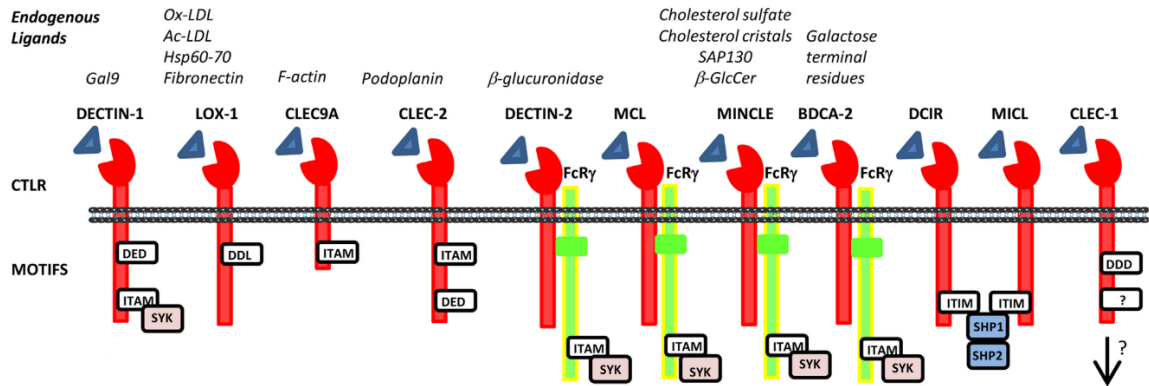 Endogenous
Ligands
Ox-LDL
Ac-LDL
Hsp60-70
Fibronectin
Cholesterol sulfate
Cholesterol cristals
SAP130
β-GlcCer
Galactose
terminal
residues
Gal9
F-actin
Podoplanin
β-glucuronidase
DECTIN-1
LOX-1
CLEC9A
CLEC-2
DECTIN-2
MCL
MINCLE
BDCA-2
DCIR
MICL
CLEC-1
CTLR
FcRγ
FcRγ
FcRγ
FcRγ
MOTIFS
DED
DDL
ITAM
ITAM
DDD
ITAM
SYK
DED
ITIM
ITIM
?
SHP1
SHP2
ITAM
SYK
ITAM
SYK
ITAM
SYK
ITAM
SYK
?